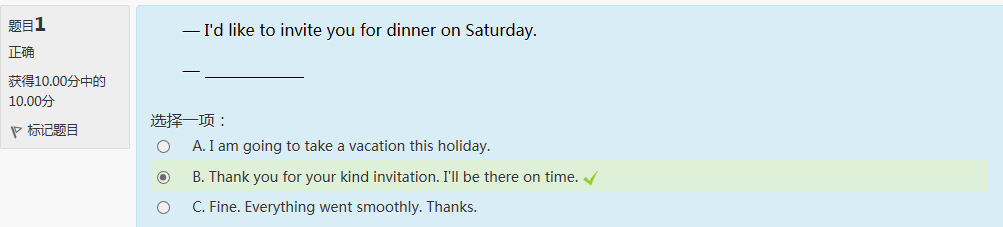 题目1
正确
获得10.00分中的
10.00分
标记题目
— I'd like to invite you for dinner on Saturday.
— ____________
选择一项：
A. I am going to take a vacation this holiday.
B. Thank you for your kind invitation. I'll be there on time.
C. Fine. Everything went smoothly. Thanks.